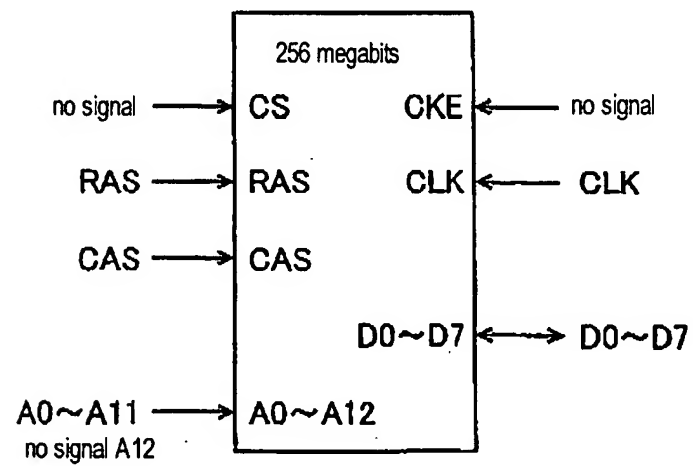 256 megabits
no signal CS CKE no signal
RAS RAS CLK CLK
CAS CAS
D0～D7 D0～D7
A0～A11 A0～A12
no signal A12